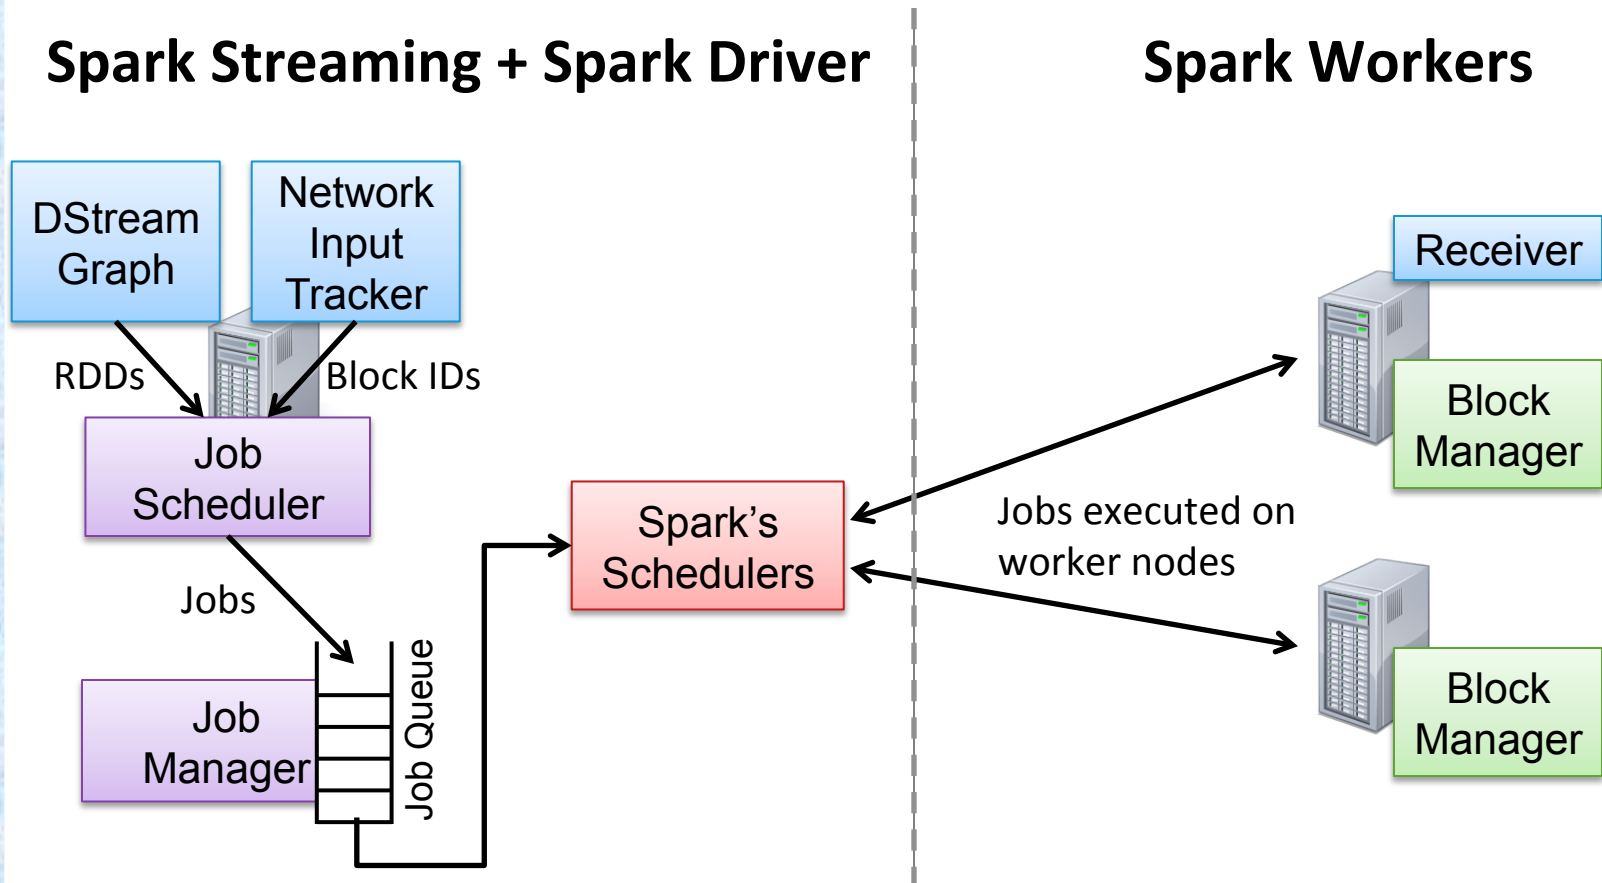 Spark Streaming + Spark Driver
Spark Workers
DStream
Graph
Network
Input
Tracker
RDDs
Block IDs
Job
Scheduler
Jobs
Job
Manager
Job Queue
Spark’s
Schedulers
Jobs executed on
worker nodes
Receiver
Block
Manager
Block
Manager